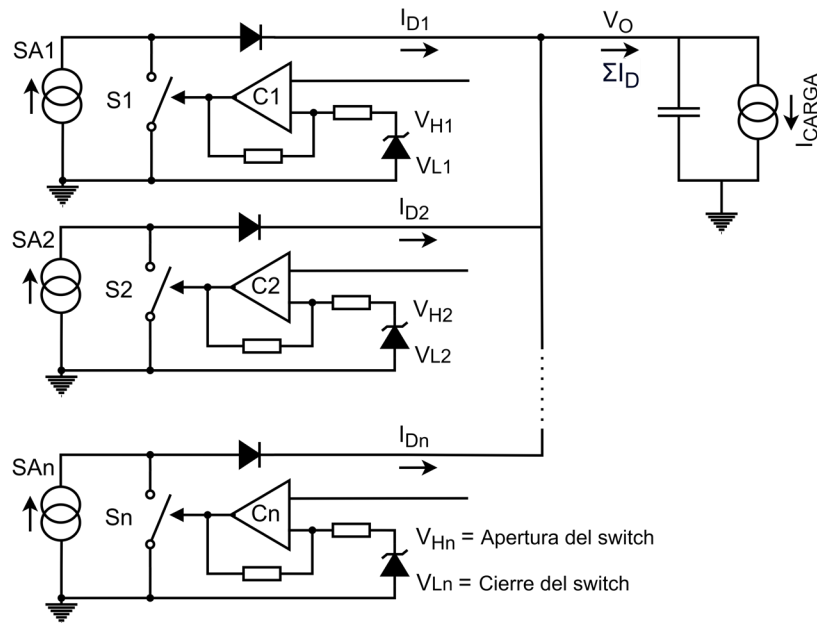 I_D1
V_O
SA1
S1
C1
ΣI_D
V_H1
V_L1
I_CARGA
I_D2
SA2
S2
C2
V_H2
V_L2
I_Dn
SAn
Sn
Cn
V_Hn = Apertura del switch
V_Ln = Cierre del switch